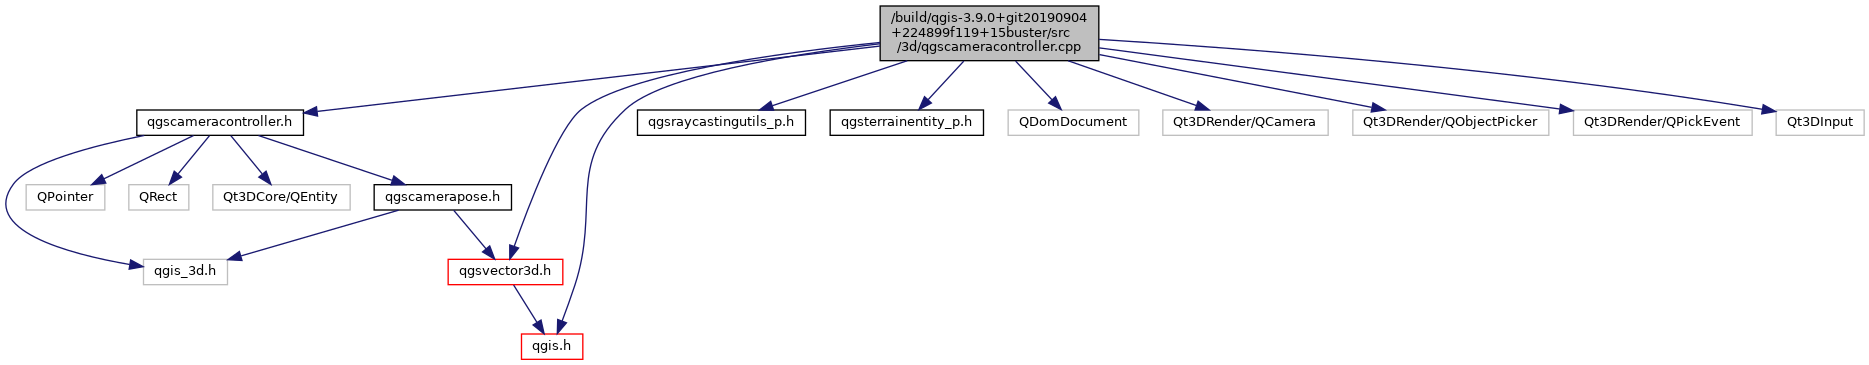 /build/qgis-3.9.0+git20190904
+224899f119+15buster/src
/3d/qgscameracontroller.cpp
qgscameracontroller.h
qgsraycastingutils_p.h
qgsterrainentity_p.h
QDomDocument
Qt3DRender/QCamera
Qt3DRender/QObjectPicker
Qt3DRender/QPickEvent
Qt3DInput
QPointer
QRect
Qt3DCore/QEntity
qgscamerapose.h
qgis_3d.h
qgsvector3d.h
qgis.h